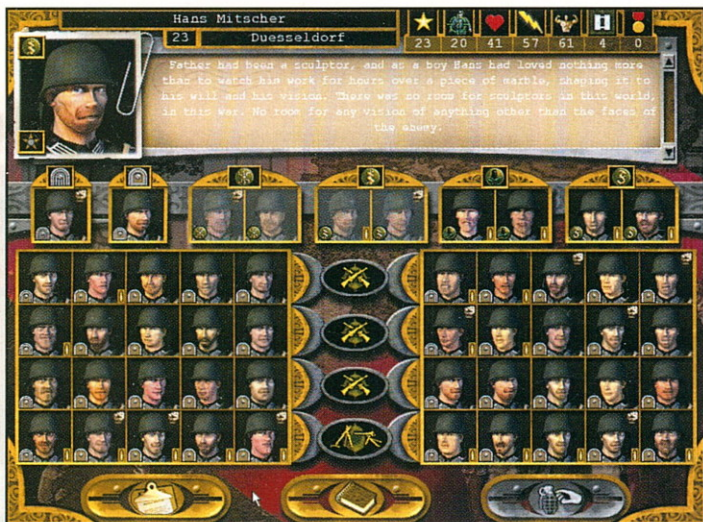 Hans Mitscher
23 Duesseldorf
23 20 41 57 61 4 0
Father had been a sculptor, and as a boy Hans had loved nothing more
than to watch him work for hours over a piece of marble, shaping it to
his will and his vision. There was no room for sculptors in this world,
in this war. No room for any vision of anything other than the faces of
the enemy.